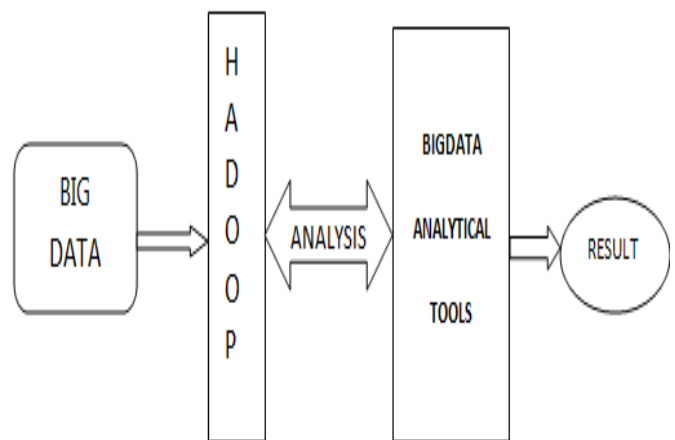 BIG
DATA
H
A
D
O
O
P
ANALYSIS
BIGDATA
ANALYTICAL
TOOLS
RESULT